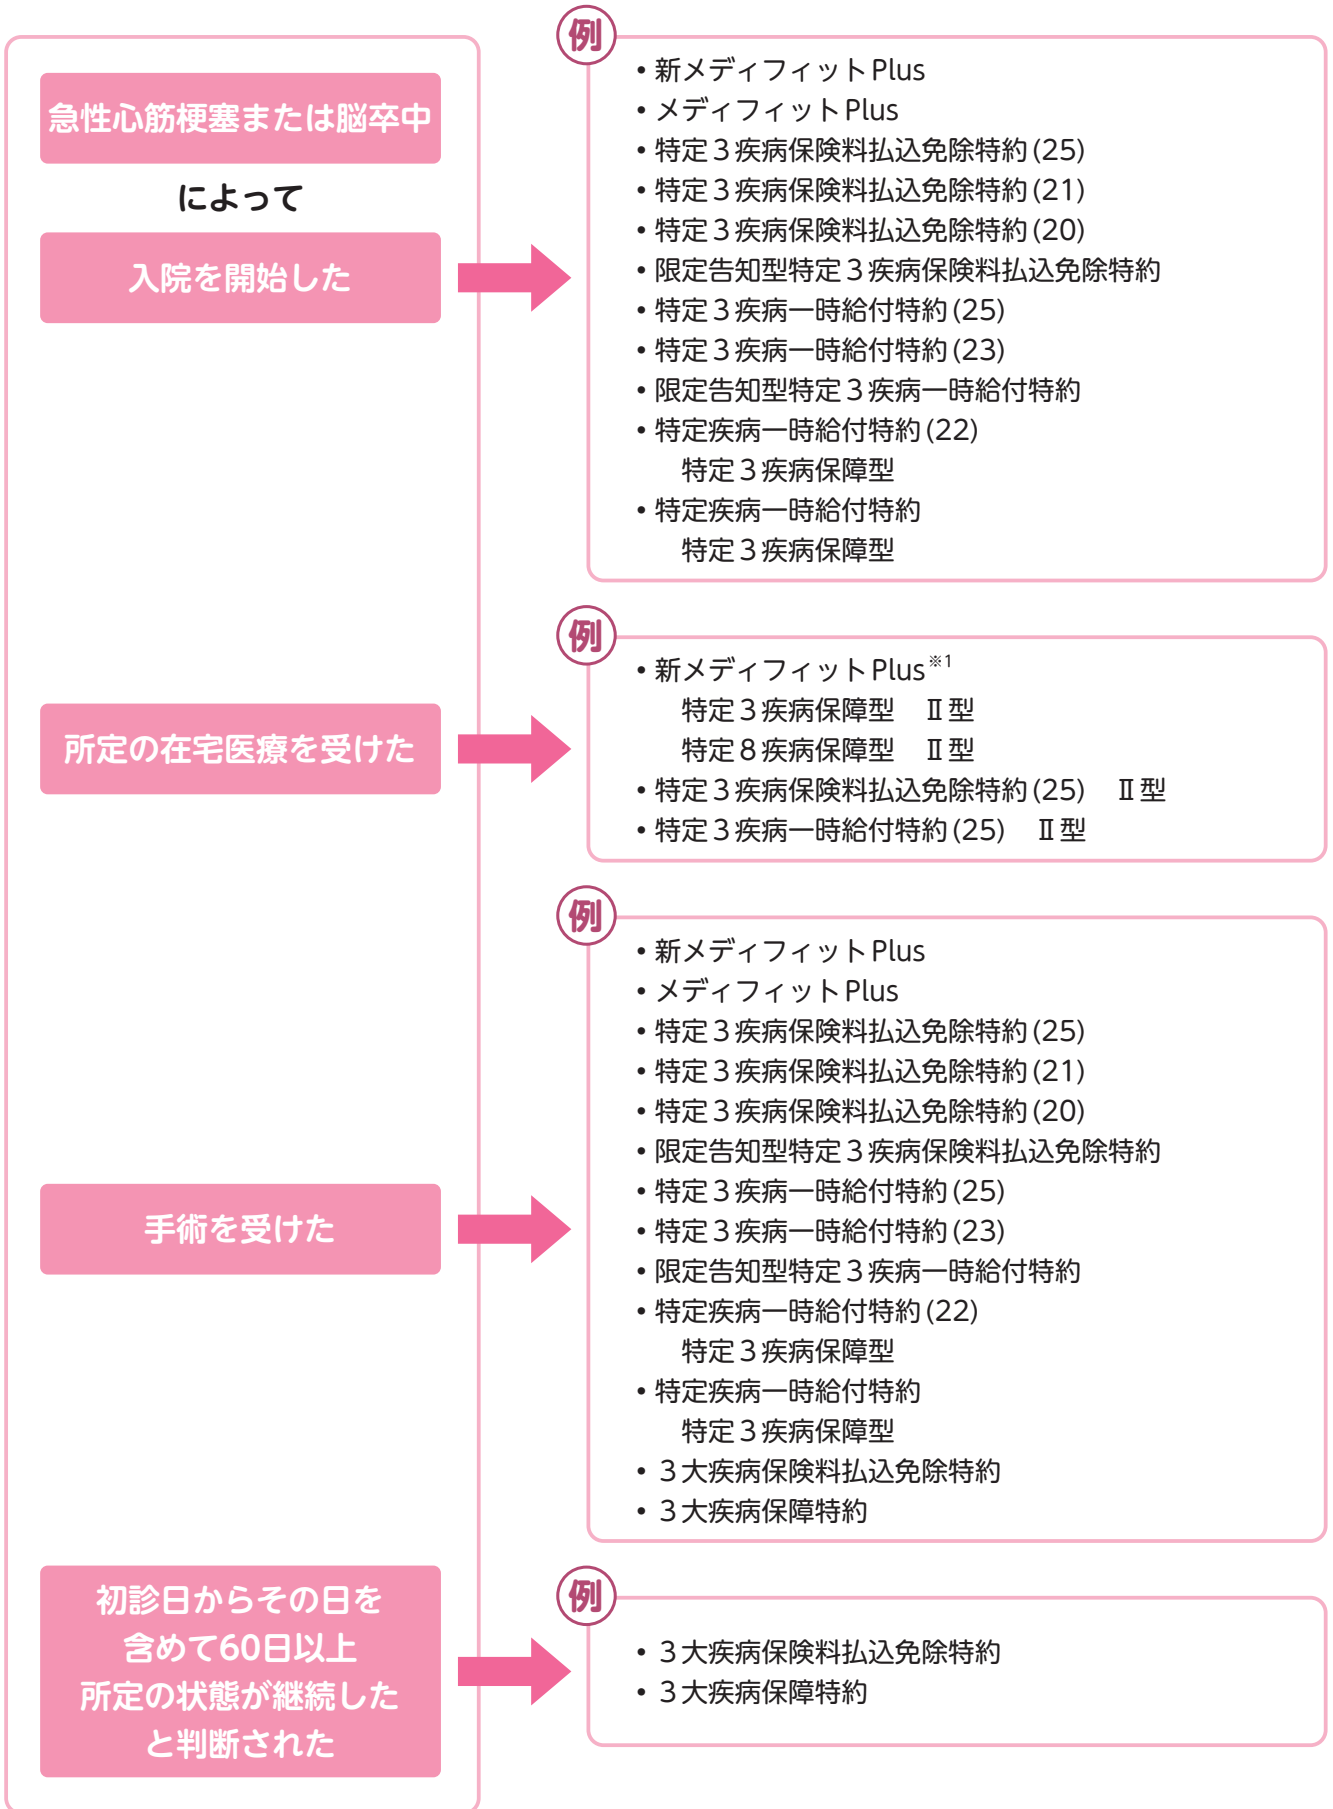 急性心筋梗塞または脳卒中
によって
入院を開始した
例
・新メディフィットPlus
・メディフィットPlus
・特定3疾病保険料払込免除特約(25)
・特定3疾病保険料払込免除特約(21)
・特定3疾病保険料払込免除特約(20)
・限定告知型特定3疾病保険料払込免除特約
・特定3疾病一時給付特約(25)
・特定3疾病一時給付特約(23)
・限定告知型特定3疾病一時給付特約
・特定疾病一時給付特約(22)
特定3疾病保障型
・特定疾病一時給付特約
特定3疾病保障型
所定の在宅医療を受けた
例
・新メディフィットPlus※1
特定3疾病保障型 Ⅱ型
特定8疾病保障型 Ⅱ型
・特定3疾病保険料払込免除特約(25) Ⅱ型
・特定3疾病一時給付特約(25) Ⅱ型
手術を受けた
例
・新メディフィットPlus
・メディフィットPlus
・特定3疾病保険料払込免除特約(25)
・特定3疾病保険料払込免除特約(21)
・特定3疾病保険料払込免除特約(20)
・限定告知型特定3疾病保険料払込免除特約
・特定3疾病一時給付特約(25)
・特定3疾病一時給付特約(23)
・限定告知型特定3疾病一時給付特約
・特定疾病一時給付特約(22)
特定3疾病保障型
・特定疾病一時給付特約
特定3疾病保障型
・3大疾病保険料払込免除特約
・3大疾病保障特約
初診日からその日を
含めて60日以上
所定の状態が継続した
と判断された
例
・3大疾病保険料払込免除特約
・3大疾病保障特約